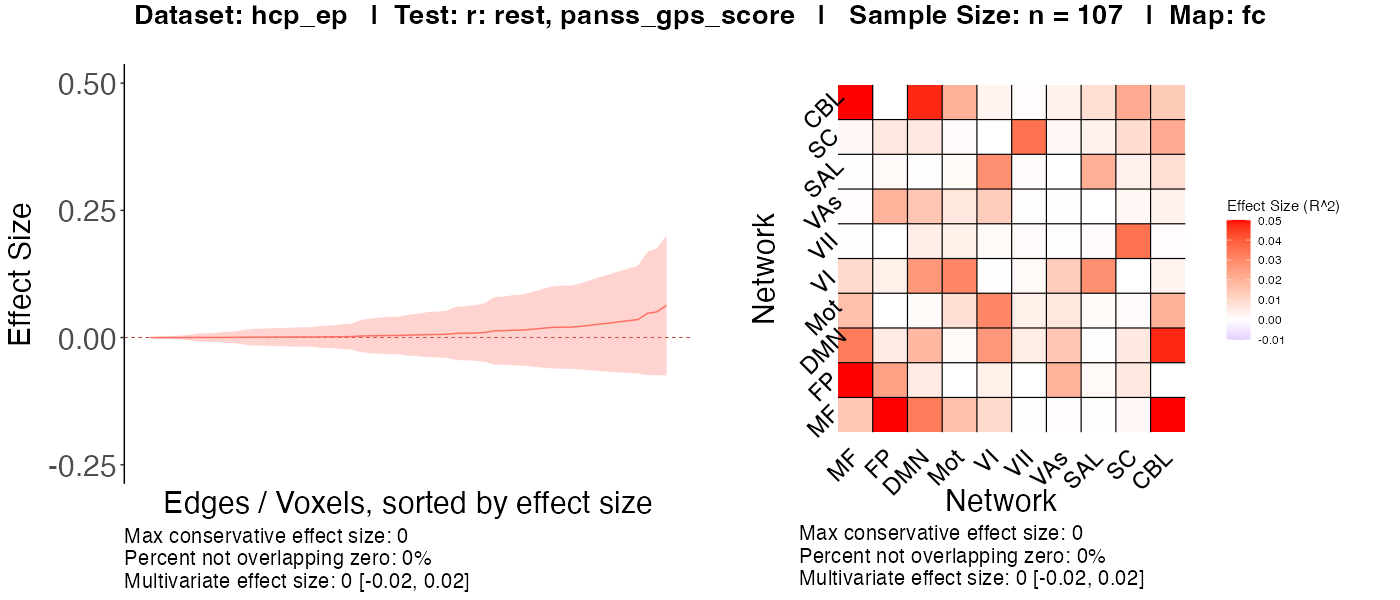 Dataset: hcp_ep | Test: r: rest, panss_gps_score | Sample Size: n = 107 | Map: fc
0.50
0.25
0.00
-0.25
Effect Size
Edges / Voxels, sorted by effect size
Max conservative effect size: 0
Percent not overlapping zero: 0%
Multivariate effect size: 0 [-0.02, 0.02]
Network
CBL
SC
SAL
VAs
VII
VI
Mot
DMN
FP
MF
MF
FP
DMN
Mot
VI
VII
VAs
SAL
SC
CBL
Network
Max conservative effect size: 0
Percent not overlapping zero: 0%
Multivariate effect size: 0 [-0.02, 0.02]
Effect Size (R^2)
0.05
0.04
0.03
0.02
0.01
0.00
-0.01